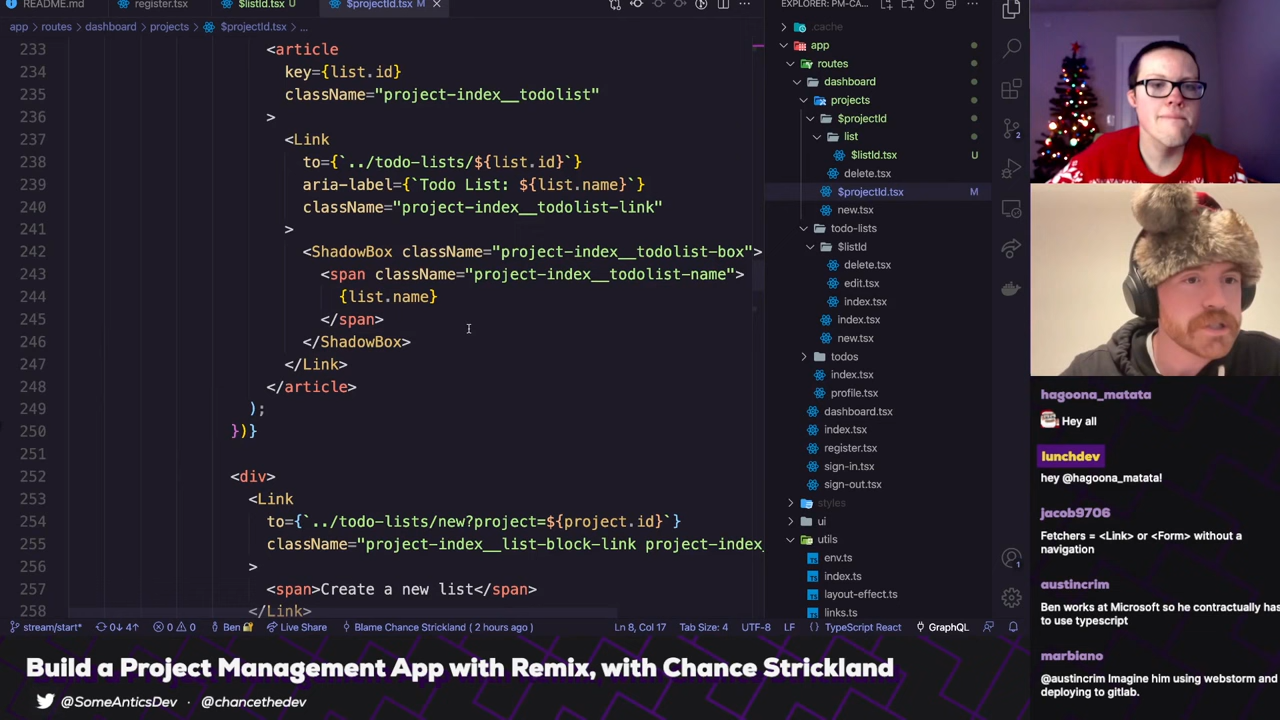 README.md
register.tsx
$listId.tsx U
$projectId.tsx M
EXPLORER: PM-CA...
app > routes > dashboard > projects > $projectId.tsx > ...
233 <article
234 key={list.id}
235 className="project-index__todolist"
236 >
237 <Link
238 to={`../todo-lists/${list.id}`}
239 aria-label={`Todo List: ${list.name}`}
240 className="project-index__todolist-link"
241 >
242 <ShadowBox className="project-index__todolist-box">
243 <span className="project-index__todolist-name">
244 {list.name}
245 </span>
246 </ShadowBox>
247 </Link>
248 </article>
249 );
250 })}
251
252 <div>
253 <Link
254 to={`../todo-lists/new?project=${project.id}`}
255 className="project-index__list-block-link project-index_
256 >
257 <span>Create a new list</span>
258 </Link>
.cache
app
routes
dashboard
projects
$projectId
list
$listId.tsx U
delete.tsx
$projectId.tsx M
new.tsx
todo-lists
$listId
delete.tsx
edit.tsx
index.tsx
index.tsx
new.tsx
todos
index.tsx
profile.tsx
dashboard.tsx
index.tsx
register.tsx
sign-in.tsx
sign-out.tsx
styles
ui
utils
env.ts
index.ts
layout-effect.ts
links.ts
2
1
stream/start* 0↓ 4↑ 0 0 Ben Live Share Blame Chance Strickland ( 2 hours ago ) Ln 8, Col 17 Tab Size: 4 UTF-8 LF TypeScript React GraphQL
hagoona_matata
Hey all
lunchdev
hey @hagoona_matata!
jacob9706
Fetchers = <Link> or <Form> without a
navigation
austincrim
Ben works at Microsoft so he contractually has
to use typescript
marbiano
@austincrim Imagine him using webstorm and
deploying to gitlab.
Build a Project Management App with Remix, with Chance Strickland
@SomeAnticsDev · @chancethedev